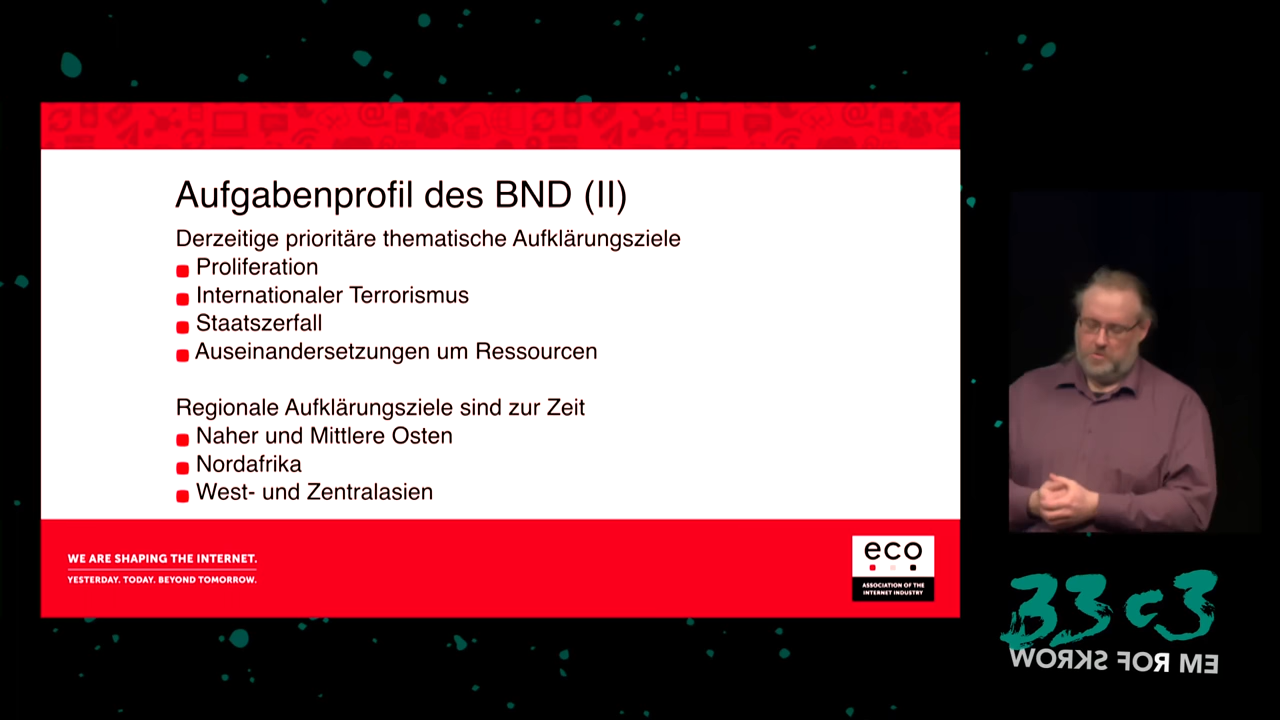 Aufgabenprofil des BND (II)
Derzeitige prioritäre thematische Aufklärungsziele
Proliferation
Internationaler Terrorismus
Staatszerfall
Auseinandersetzungen um Ressourcen
Regionale Aufklärungsziele sind zur Zeit
Naher und Mittlere Osten
Nordafrika
West- und Zentralasien
WE ARE SHAPING THE INTERNET.
YESTERDAY. TODAY. BEYOND TOMORROW.
eco
ASSOCIATION OF THE
INTERNET INDUSTRY
33c3
WORKS FOR ME